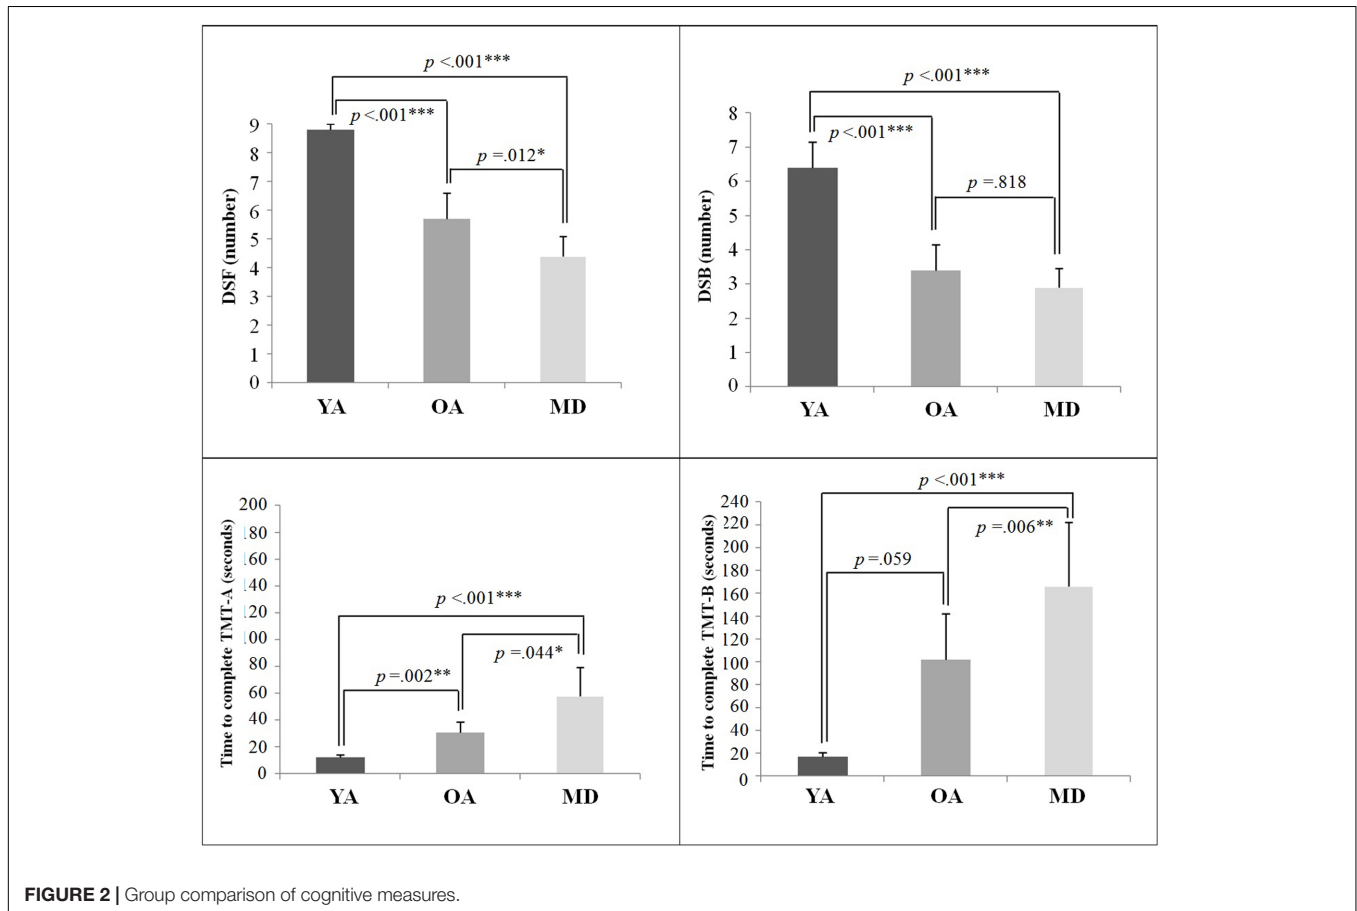 p <.001***
p <.001***
p =.012*
DSF (number)
9
8
7
6
5
4
3
2
1
0
YA OA MD
p <.001***
p <.001***
p =.818
DSB (number)
8
7
6
5
4
3
2
1
0
YA OA MD
p <.001***
p =.044*
p =.002**
Time to complete TMT-A (seconds)
200
180
160
140
120
100
80
60
40
20
0
YA OA MD
p <.001***
p =.006**
p =.059
Time to complete TMT-B (seconds)
240
220
200
180
160
140
120
100
80
60
40
20
0
YA OA MD
FIGURE 2 | Group comparison of cognitive measures.